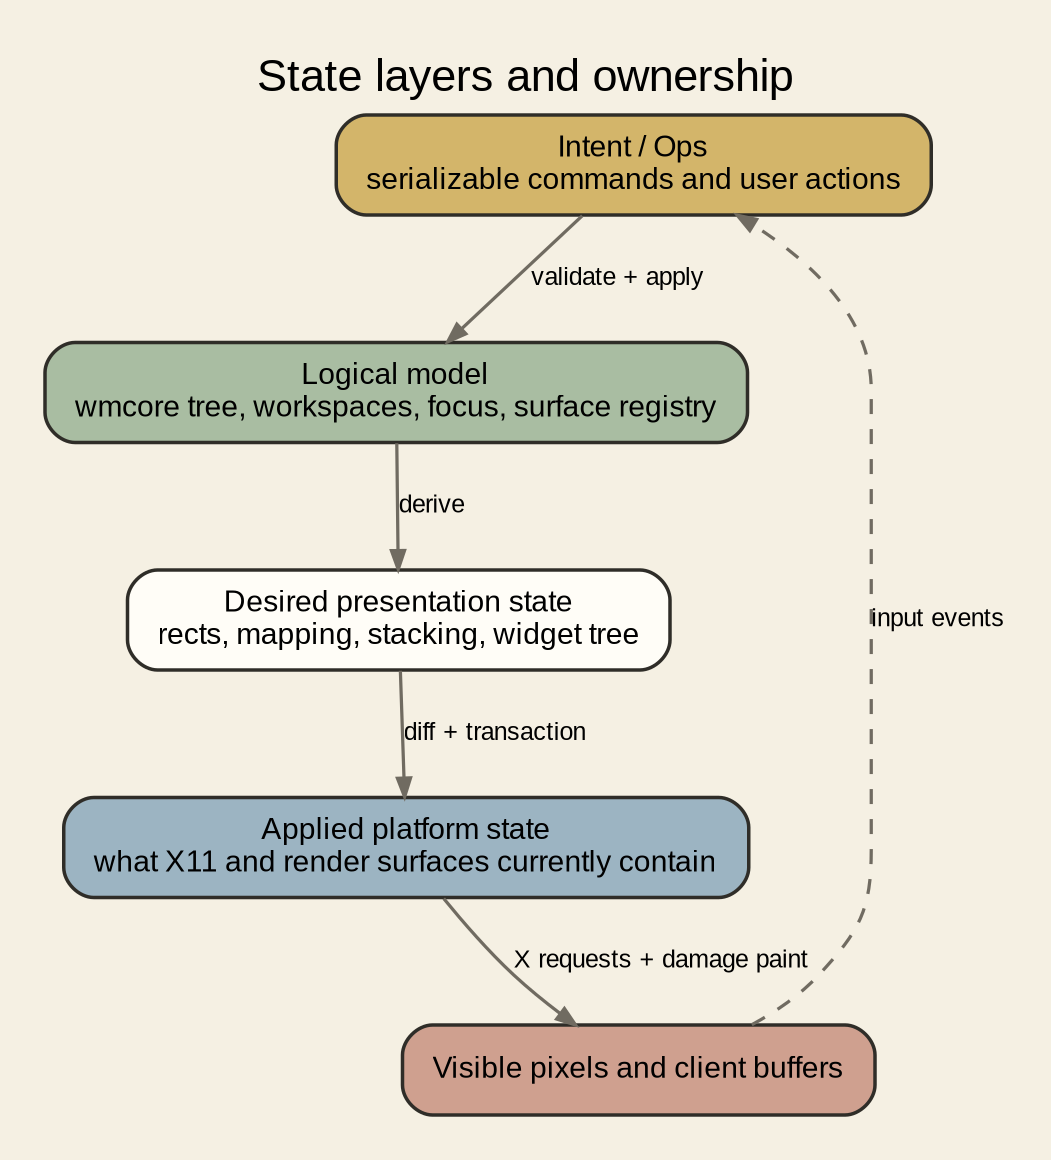 State layers and ownership
Intent / Ops
serializable commands and user actions
validate + apply
Logical model
wmcore tree, workspaces, focus, surface registry
derive
Desired presentation state
rects, mapping, stacking, widget tree
input events
diff + transaction
Applied platform state
what X11 and render surfaces currently contain
X requests + damage paint
Visible pixels and client buffers